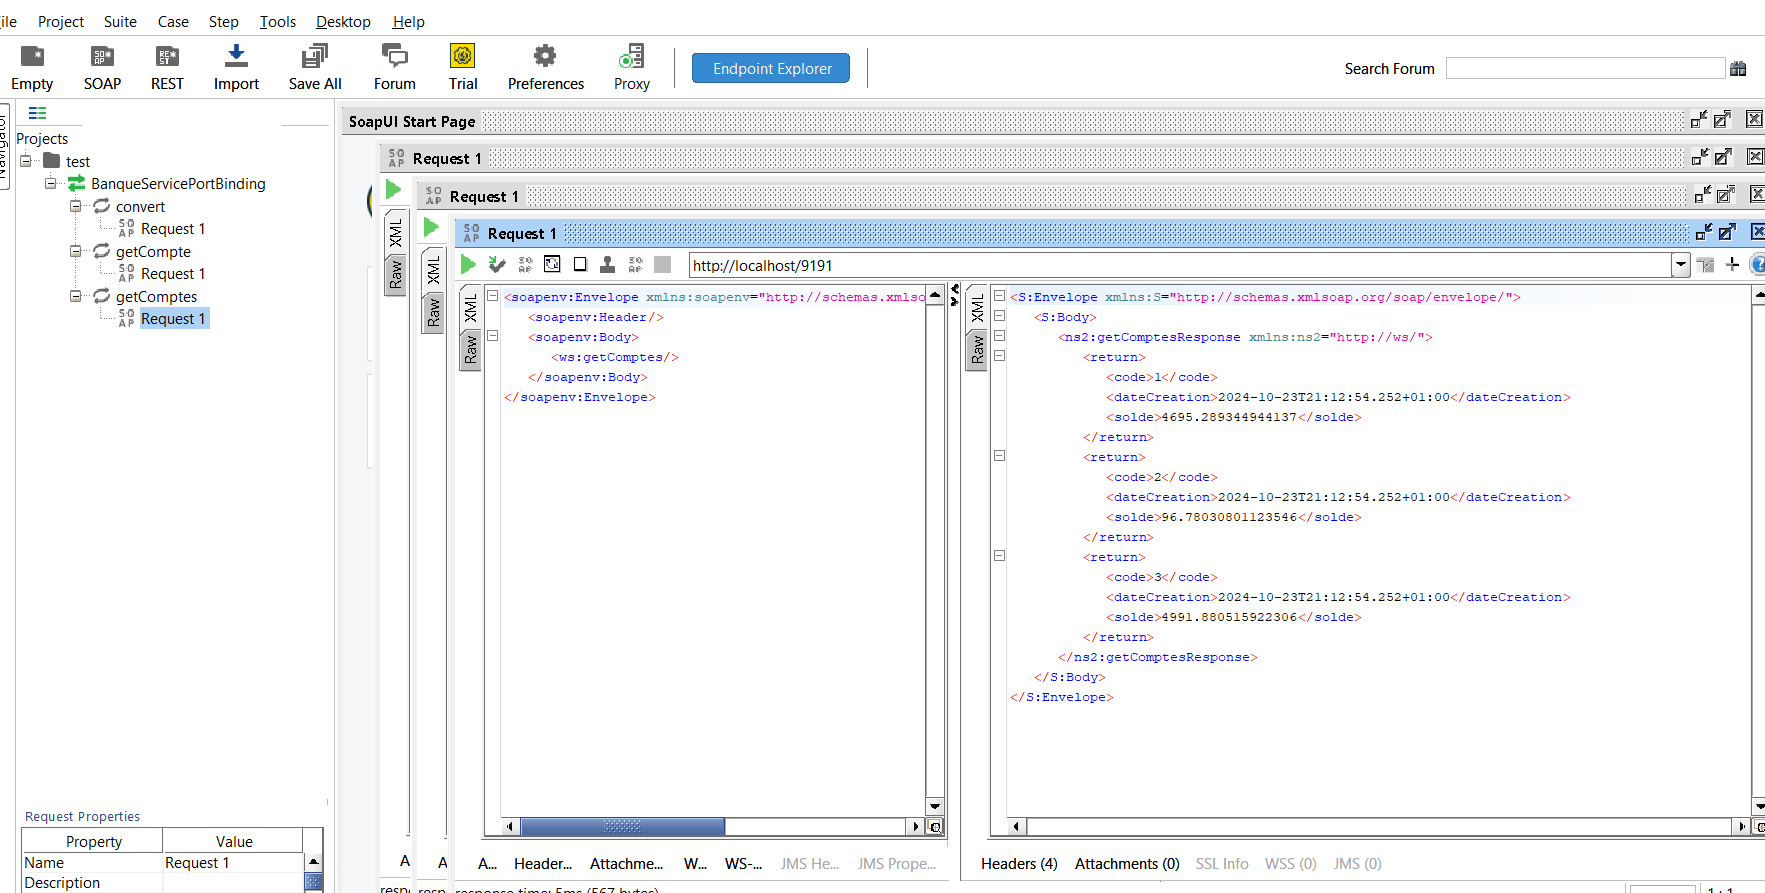 ile Project Suite Case Step Tools Desktop Help
Empty SOAP REST Import Save All Forum Trial Preferences Proxy Endpoint Explorer Search Forum
Navigator
Projects
test
BanqueServicePortBinding
convert
Request 1
getCompte
Request 1
getComptes
Request 1
SoapUI Start Page
Request 1
Request 1
Request 1
XML
Raw
XML
Raw
http://localhost/9191
XML
Raw
<soapenv:Envelope xmlns:soapenv="http://schemas.xmlso
<soapenv:Header/>
<soapenv:Body>
<ws:getComptes/>
</soapenv:Body>
</soapenv:Envelope>
XML
Raw
<S:Envelope xmlns:S="http://schemas.xmlsoap.org/soap/envelope/">
<S:Body>
<ns2:getComptesResponse xmlns:ns2="http://ws/">
<return>
<code>1</code>
<dateCreation>2024-10-23T21:12:54.252+01:00</dateCreation>
<solde>4695.289344944137</solde>
</return>
<return>
<code>2</code>
<dateCreation>2024-10-23T21:12:54.252+01:00</dateCreation>
<solde>96.78030801123546</solde>
</return>
<return>
<code>3</code>
<dateCreation>2024-10-23T21:12:54.252+01:00</dateCreation>
<solde>4991.880515922306</solde>
</return>
</ns2:getComptesResponse>
</S:Body>
</S:Envelope>
Request Properties
Property Value
Name Request 1
Description
A A A... Header... Attachme... W... WS-... JMS He... JMS Prope...
Headers (4) Attachments (0) SSL Info WSS (0) JMS (0)
response time: 5ms (567 bytes)
1 : 1